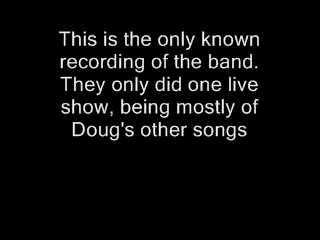 This is the only known
recording of the band.
They only did one live
show, being mostly of
Doug's other songs